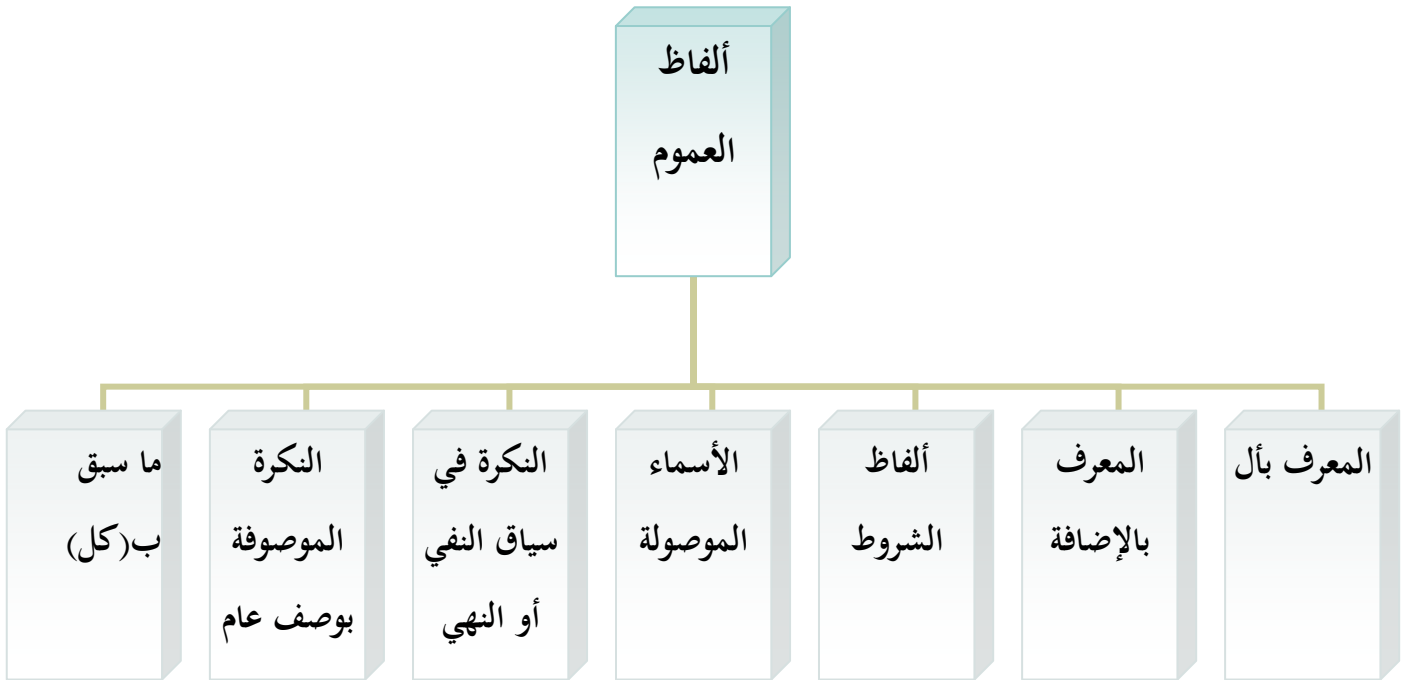 ألفاظ
العموم
المعرف بأل
المعرف
بالإضافة
ألفاظ
الشروط
الأسماء
الموصولة
النكرة في
سياق النفي
أو النهي
النكرة
الموصوفة
بوصف عام
ما سبق
ب(كل)